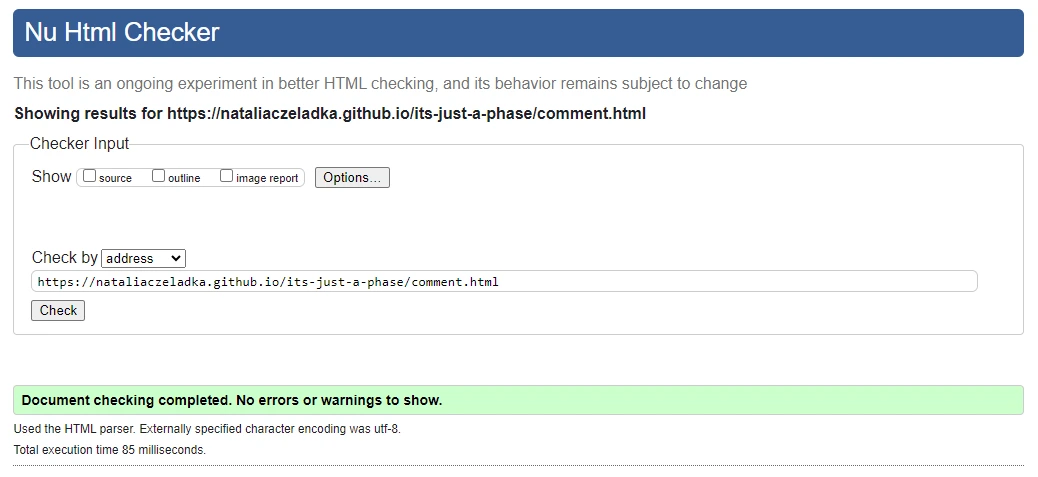 Nu Html Checker
This tool is an ongoing experiment in better HTML checking, and its behavior remains subject to change
Showing results for https://nataliaczeladka.github.io/its-just-a-phase/comment.html
Checker Input
Show source outline image report Options...
Check by address
https://nataliaczeladka.github.io/its-just-a-phase/comment.html
Check
Document checking completed. No errors or warnings to show.
Used the HTML parser. Externally specified character encoding was utf-8.
Total execution time 85 milliseconds.